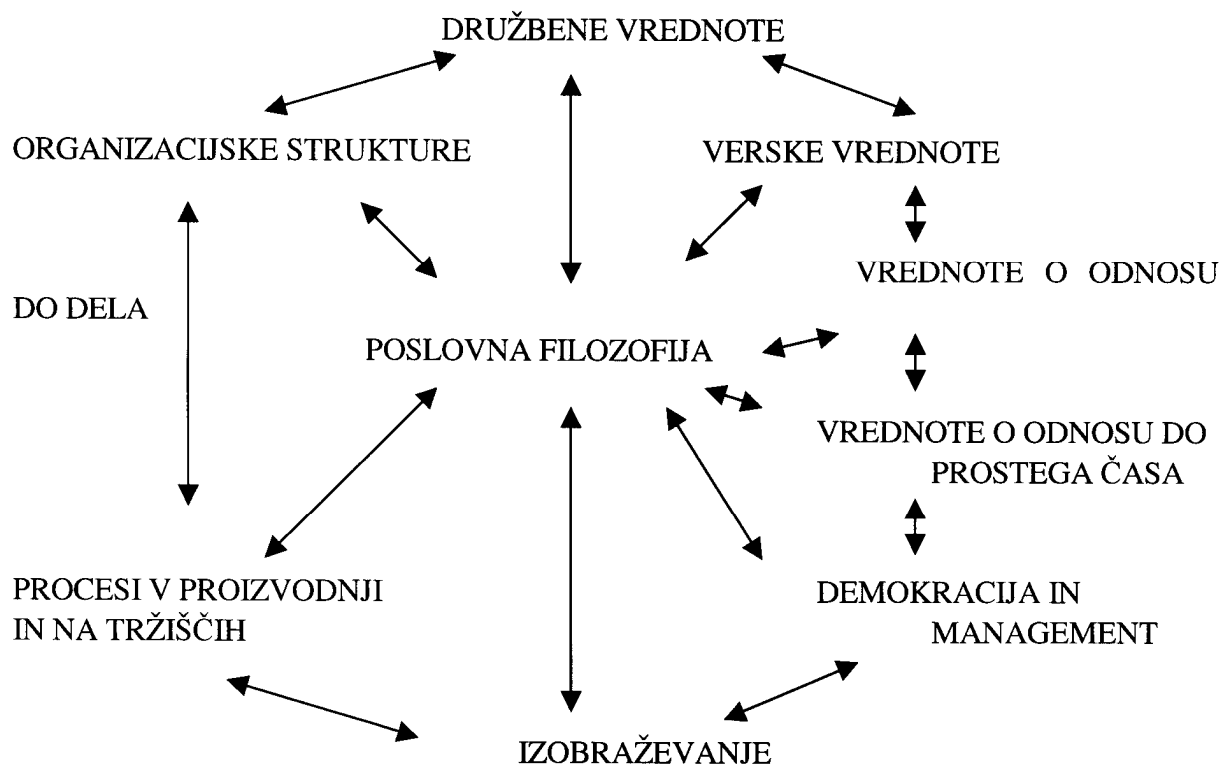 DRUŽBENE VREDNOTE
ORGANIZACIJSKE STRUKTURE
VERSKE VREDNOTE
VREDNOTE O ODNOSU
DO DELA
POSLOVNA FILOZOFIJA
VREDNOTE O ODNOSU DO
PROSTEGA ČASA
PROCESI V PROIZVODNJI
IN NA TRŽIŠČIH
DEMOKRACIJA IN
MANAGEMENT
IZOBRAŽEVANJE